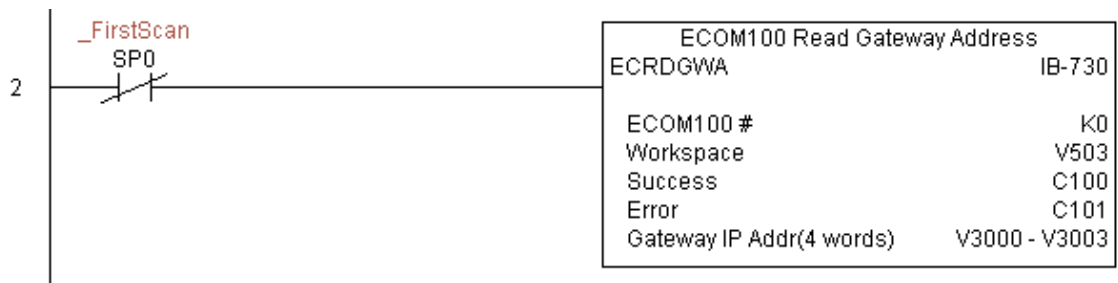 _FirstScan
SP0
2
ECOM100 Read Gateway Address
ECRDGWA IB-730
ECOM100 # K0
Workspace V503
Success C100
Error C101
Gateway IP Addr(4 words) V3000 - V3003